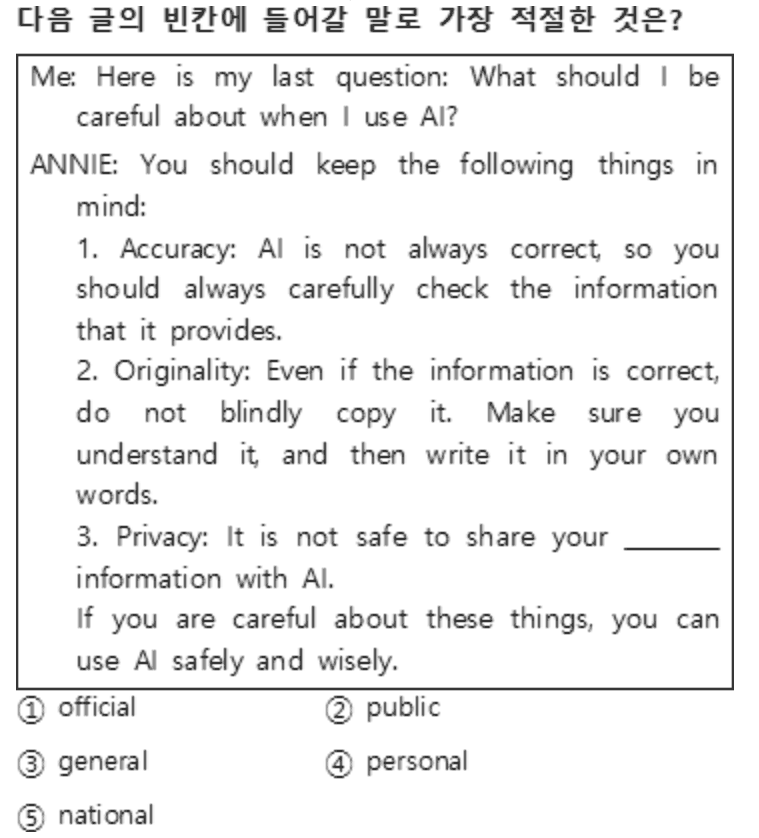 다음 글의 빈칸에 들어갈 말로 가장 적절한 것은?
Me: Here is my last question: What should I be
careful about when I use AI?
ANNIE: You should keep the following things in
mind:
1. Accuracy: AI is not always correct, so you
should always carefully check the information
that it provides.
2. Originality: Even if the information is correct,
do not blindly copy it. Make sure you
understand it, and then write it in your own
words.
3. Privacy: It is not safe to share your ______
information with AI.
If you are careful about these things, you can
use AI safely and wisely.
① official ② public
③ general ④ personal
⑤ national